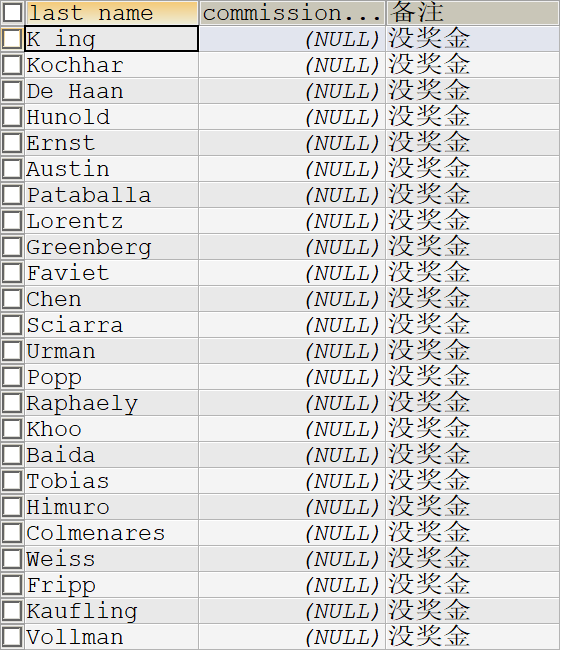 last name commission... 备注
K ing (NULL) 没奖金
Kochhar (NULL) 没奖金
De Haan (NULL) 没奖金
Hunold (NULL) 没奖金
Ernst (NULL) 没奖金
Austin (NULL) 没奖金
Pataballa (NULL) 没奖金
Lorentz (NULL) 没奖金
Greenberg (NULL) 没奖金
Faviet (NULL) 没奖金
Chen (NULL) 没奖金
Sciarra (NULL) 没奖金
Urman (NULL) 没奖金
Popp (NULL) 没奖金
Raphaely (NULL) 没奖金
Khoo (NULL) 没奖金
Baida (NULL) 没奖金
Tobias (NULL) 没奖金
Himuro (NULL) 没奖金
Colmenares (NULL) 没奖金
Weiss (NULL) 没奖金
Fripp (NULL) 没奖金
Kaufling (NULL) 没奖金
Vollman (NULL) 没奖金